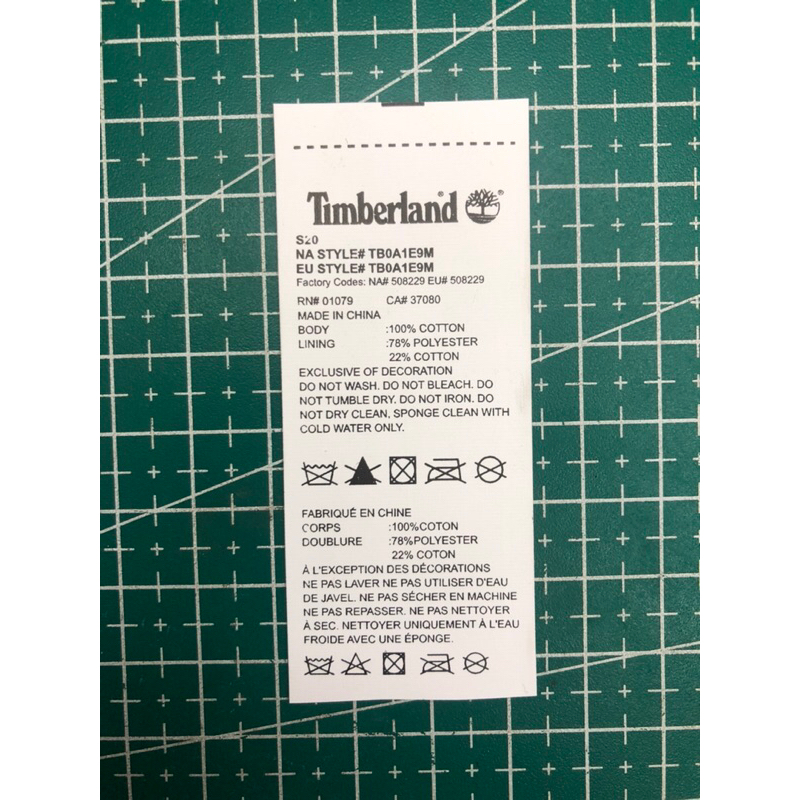 Timberland® ®
S20
NA STYLE# TB0A1E9M
EU STYLE# TB0A1E9M
Factory Codes: NA# 508229 EU# 508229
RN# 01079 CA# 37080
MADE IN CHINA
BODY :100% COTTON
LINING :78% POLYESTER
22% COTTON
EXCLUSIVE OF DECORATION
DO NOT WASH. DO NOT BLEACH. DO
NOT TUMBLE DRY. DO NOT IRON. DO
NOT DRY CLEAN. SPONGE CLEAN WITH
COLD WATER ONLY.
FABRIQUÉ EN CHINE
CORPS :100%COTON
DOUBLURE :78%POLYESTER
22% COTON
À L'EXCEPTION DES DÉCORATIONS
NE PAS LAVER NE PAS UTILISER D'EAU
DE JAVEL. NE PAS SÉCHER EN MACHINE
NE PAS REPASSER. NE PAS NETTOYER
À SEC. NETTOYER UNIQUEMENT À L'EAU
FROIDE AVEC UNE ÉPONGE.